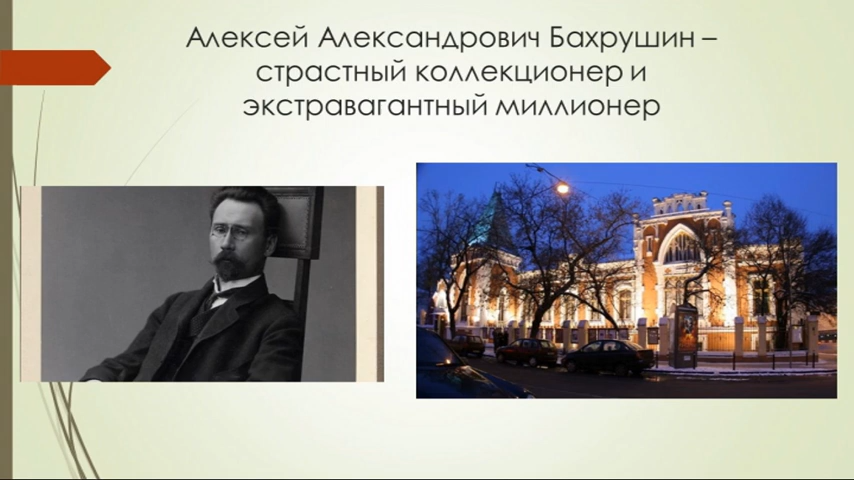 Алексей Александрович Бахрушин –
страстный коллекционер и
экстравагантный миллионер